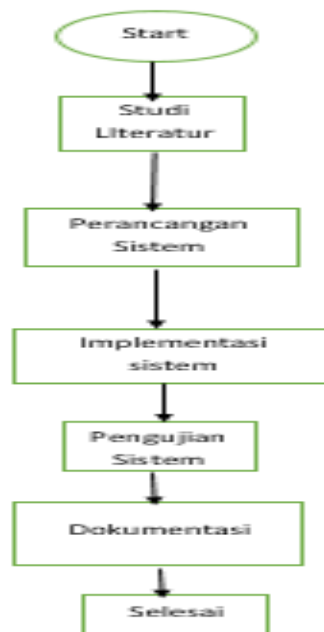 Start
Studi
LIteratur
Perancangan
Sistem
Implementasi
sistem
Pengujian
Sistem
Dokumentasi
Selesai